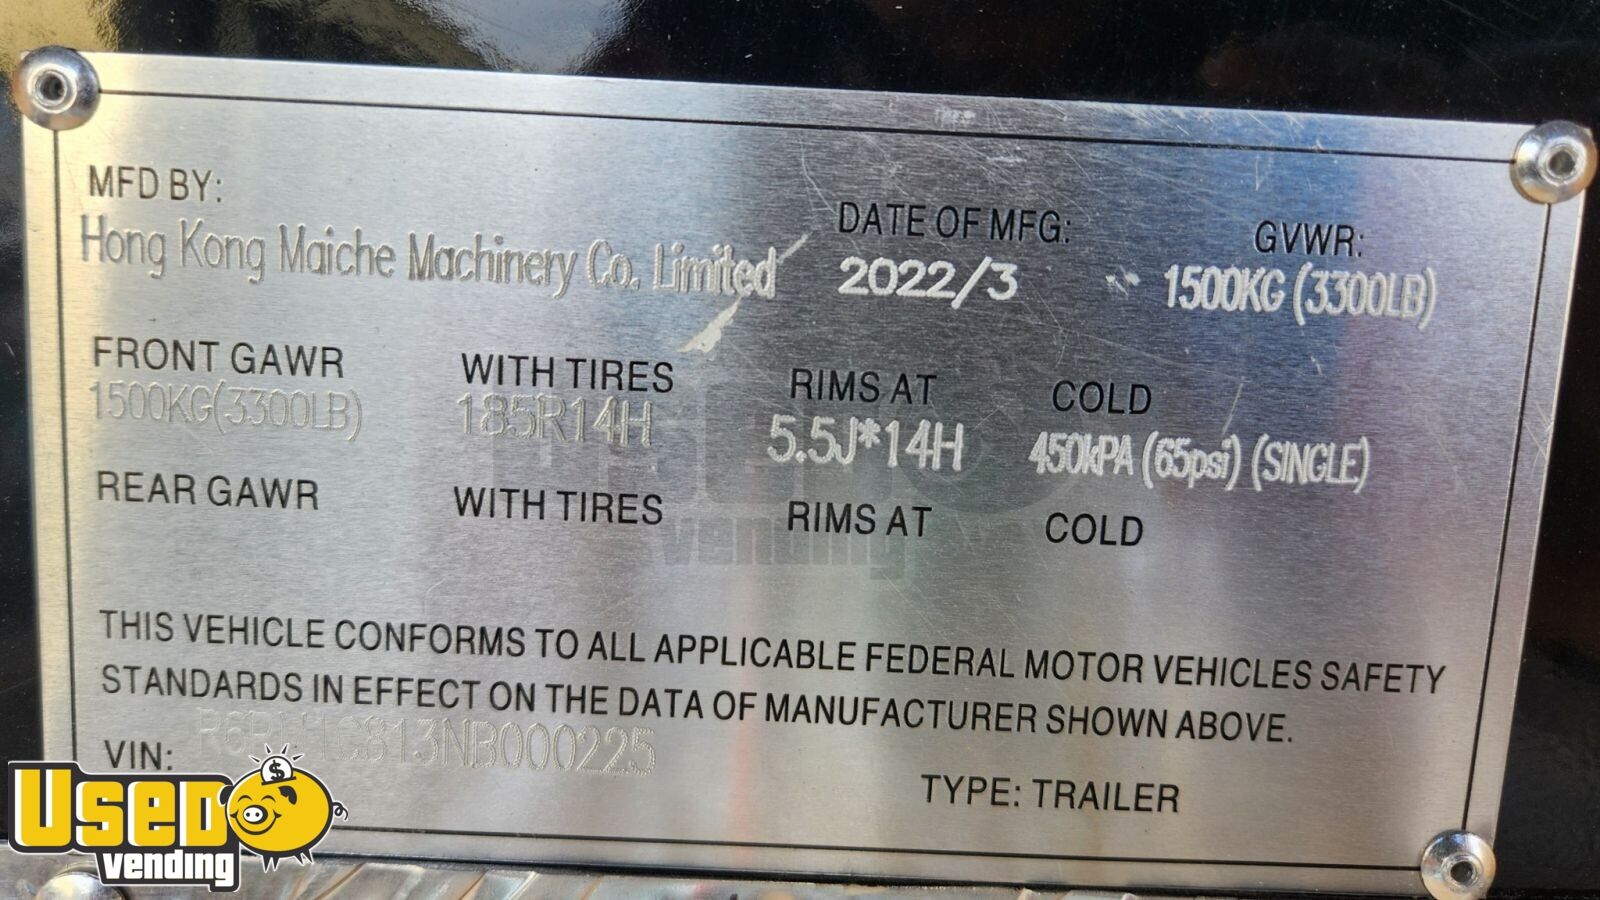 MFD BY:
Hong Kong Maiche Machinery Co. Limited
DATE OF MFG:
2022/3
GVWR:
1500KG (3300LB)
FRONT GAWR
1500KG(3300LB)
WITH TIRES
185R14H
RIMS AT
5.5J*14H
COLD
450kPA (65psi) (SINGLE)
REAR GAWR
WITH TIRES
RIMS AT
COLD
THIS VEHICLE CONFORMS TO ALL APPLICABLE FEDERAL MOTOR VEHICLES SAFETY
STANDARDS IN EFFECT ON THE DATA OF MANUFACTURER SHOWN ABOVE.
VIN:
TYPE: TRAILER
USED
vending
USED
vending